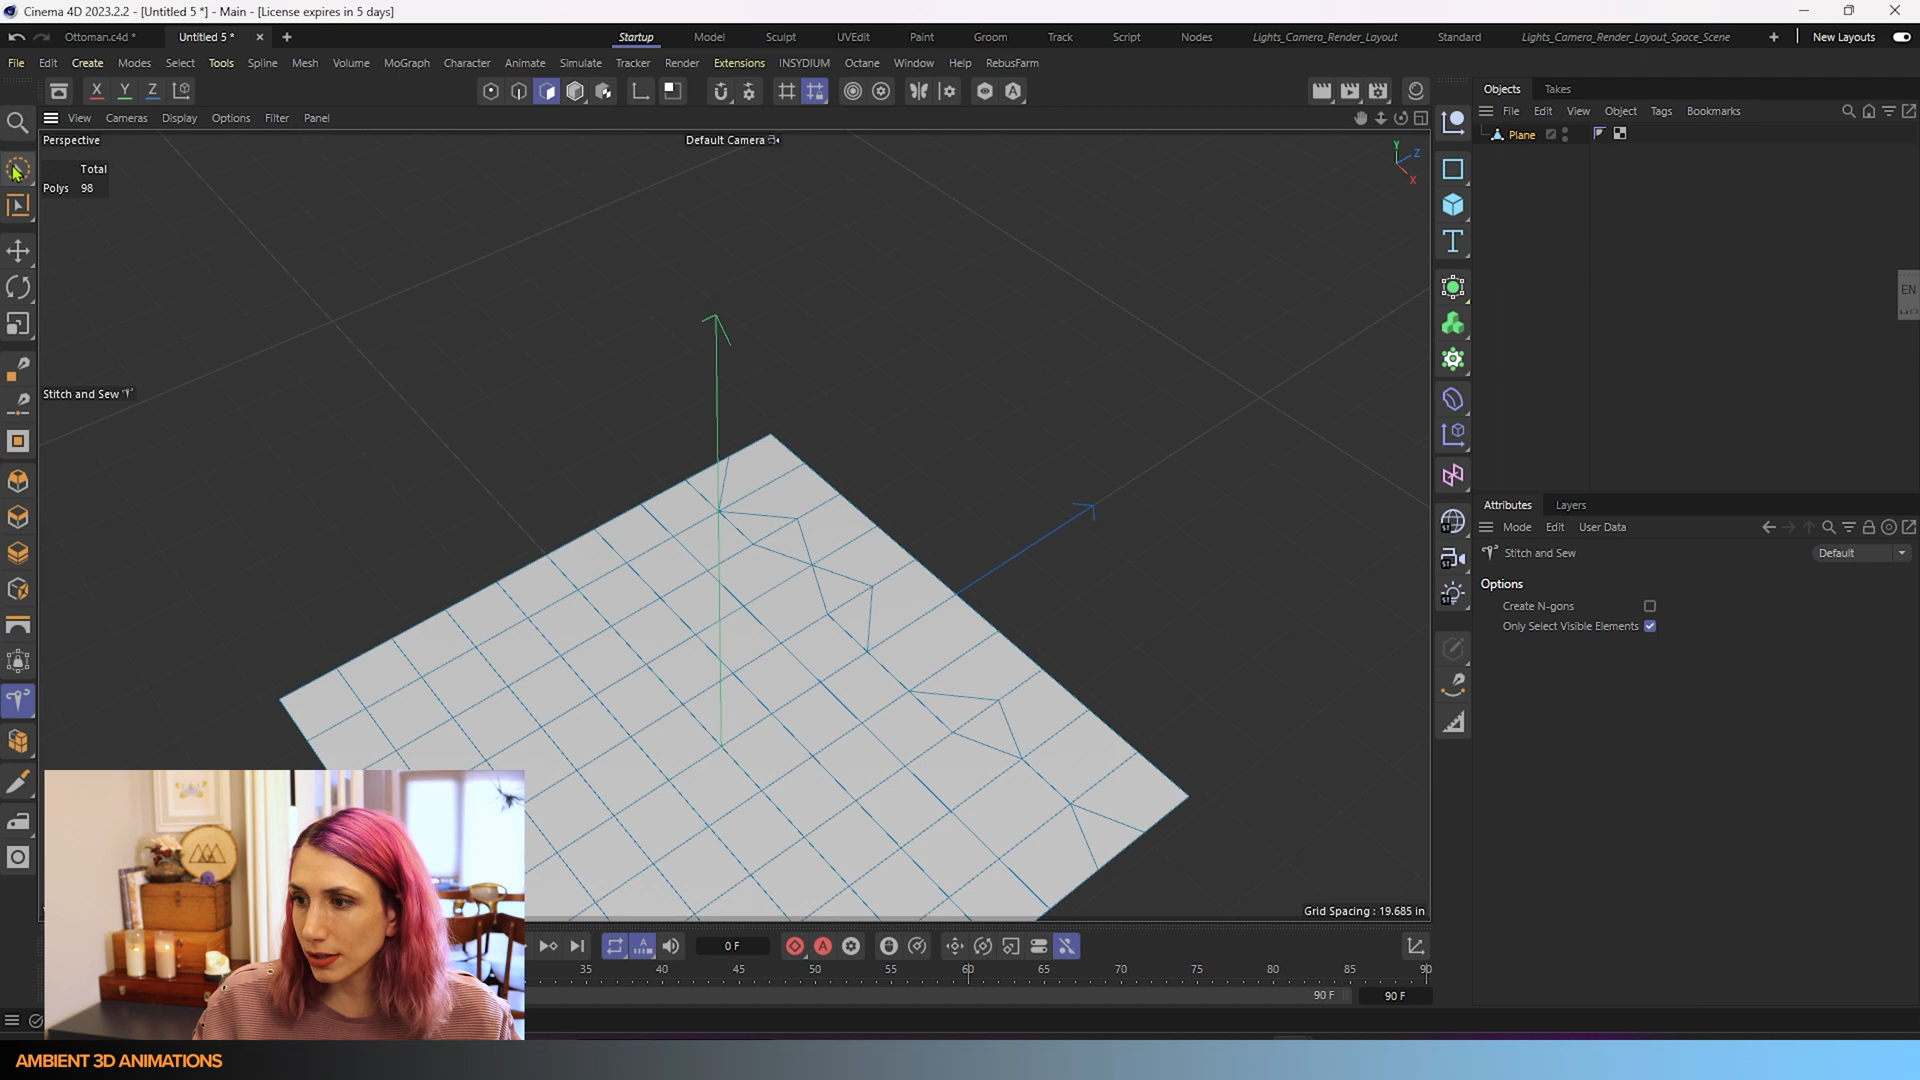 Cinema 4D 2023.2.2 - [Untitled 5 *] - Main - [License expires in 5 days]
Ottoman.c4d *
Untitled 5 *
Startup
Model
Sculpt
UVEdit
Paint
Groom
Track
Script
Nodes
Lights_Camera_Render_Layout
Standard
Lights_Camera_Render_Layout_Space_Scene
New Layouts
File Edit Create Modes Select Tools Spline Mesh Volume MoGraph Character Animate Simulate Tracker Render Extensions INSYDIUM Octane Window Help RebusFarm
X Y Z
Objects Takes
View Cameras Display Options Filter Panel
File Edit View Object Tags Bookmarks
Perspective
Default Camera
Plane
Y
Z
X
Total
Polys 98
EN
Stitch and Sew
Attributes Layers
Mode Edit User Data
Stitch and Sew
Default
Options
Create N-gons
Only Select Visible Elements
Grid Spacing : 19.685 in
0 F
35 40 45 50 55 60 65 70 75 80 85 90
90 F
90 F
AMBIENT 3D ANIMATIONS